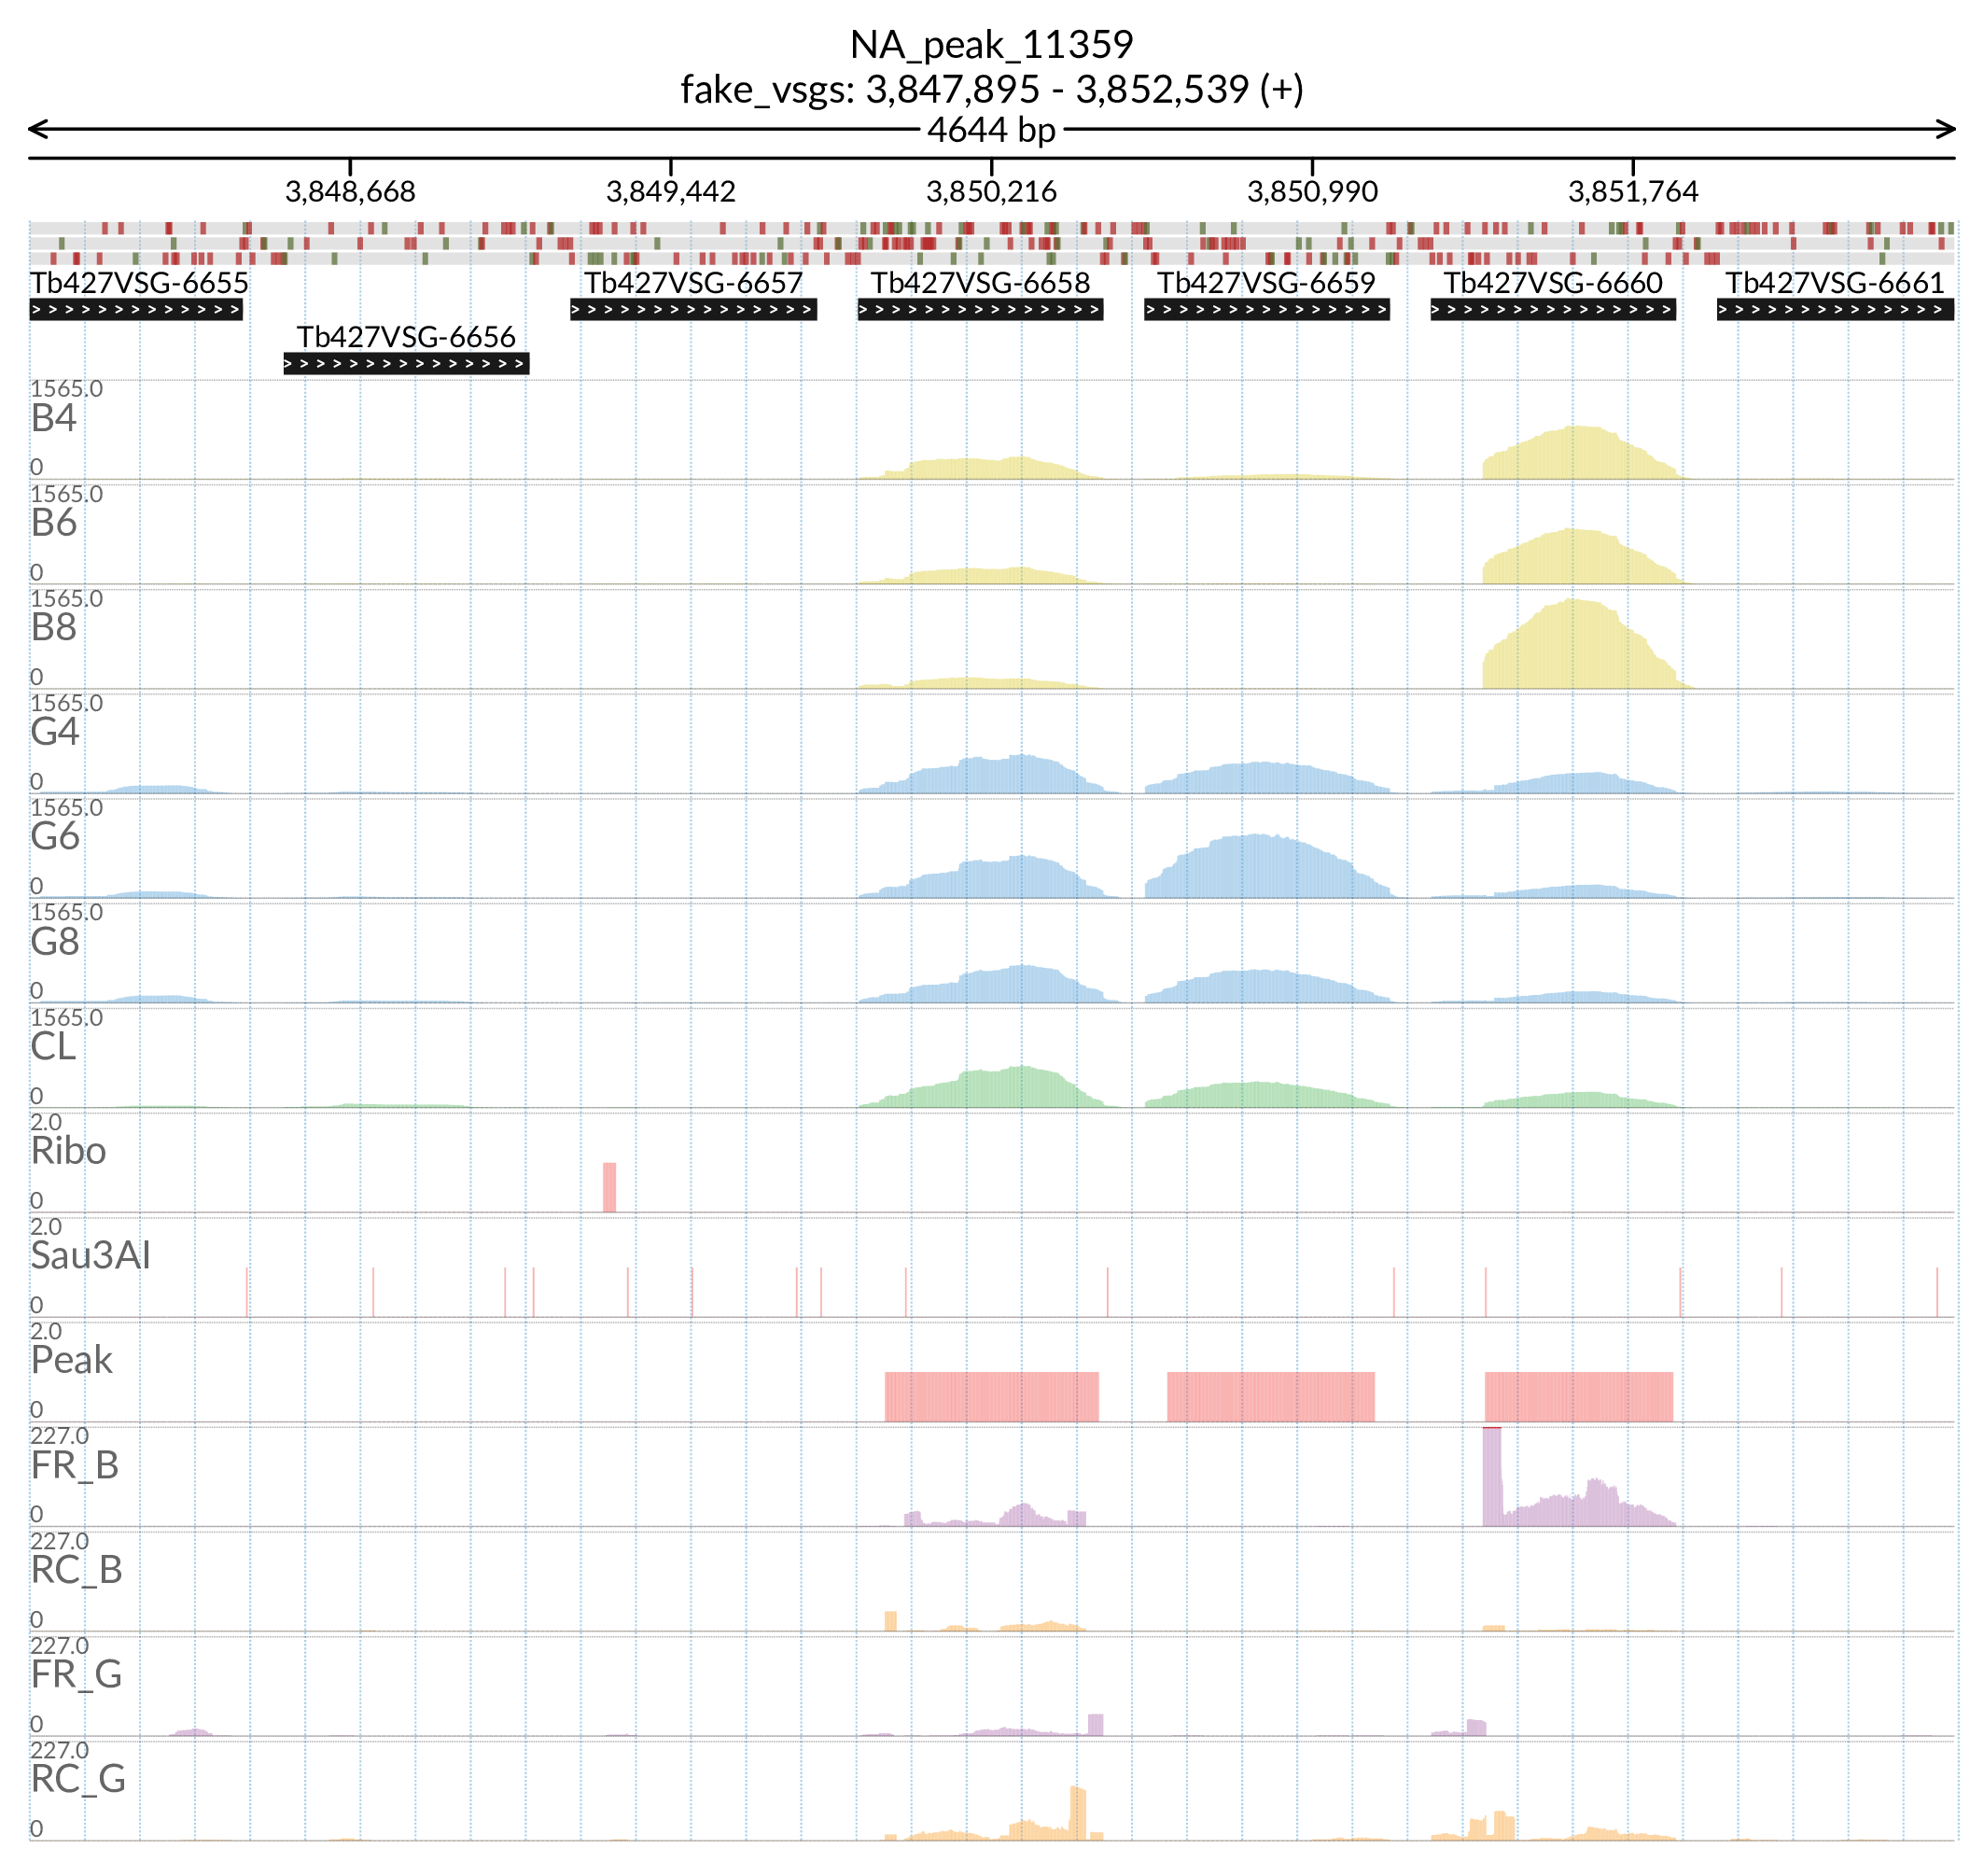 NA_peak_11359
fake_vsgs: 3,847,895 - 3,852,539 (+)
4644 bp
3,848,668 3,849,442 3,850,216 3,850,990 3,851,764
Tb427VSG-6655 Tb427VSG-6657 Tb427VSG-6658 Tb427VSG-6659 Tb427VSG-6660 Tb427VSG-6661
Tb427VSG-6656
1565.0
B4
0
1565.0
B6
0
1565.0
B8
0
1565.0
G4
0
1565.0
G6
0
1565.0
G8
0
1565.0
CL
0
2.0
Ribo
0
2.0
Sau3AI
0
2.0
Peak
0
227.0
FR_B
0
227.0
RC_B
0
227.0
FR_G
0
227.0
RC_G
0